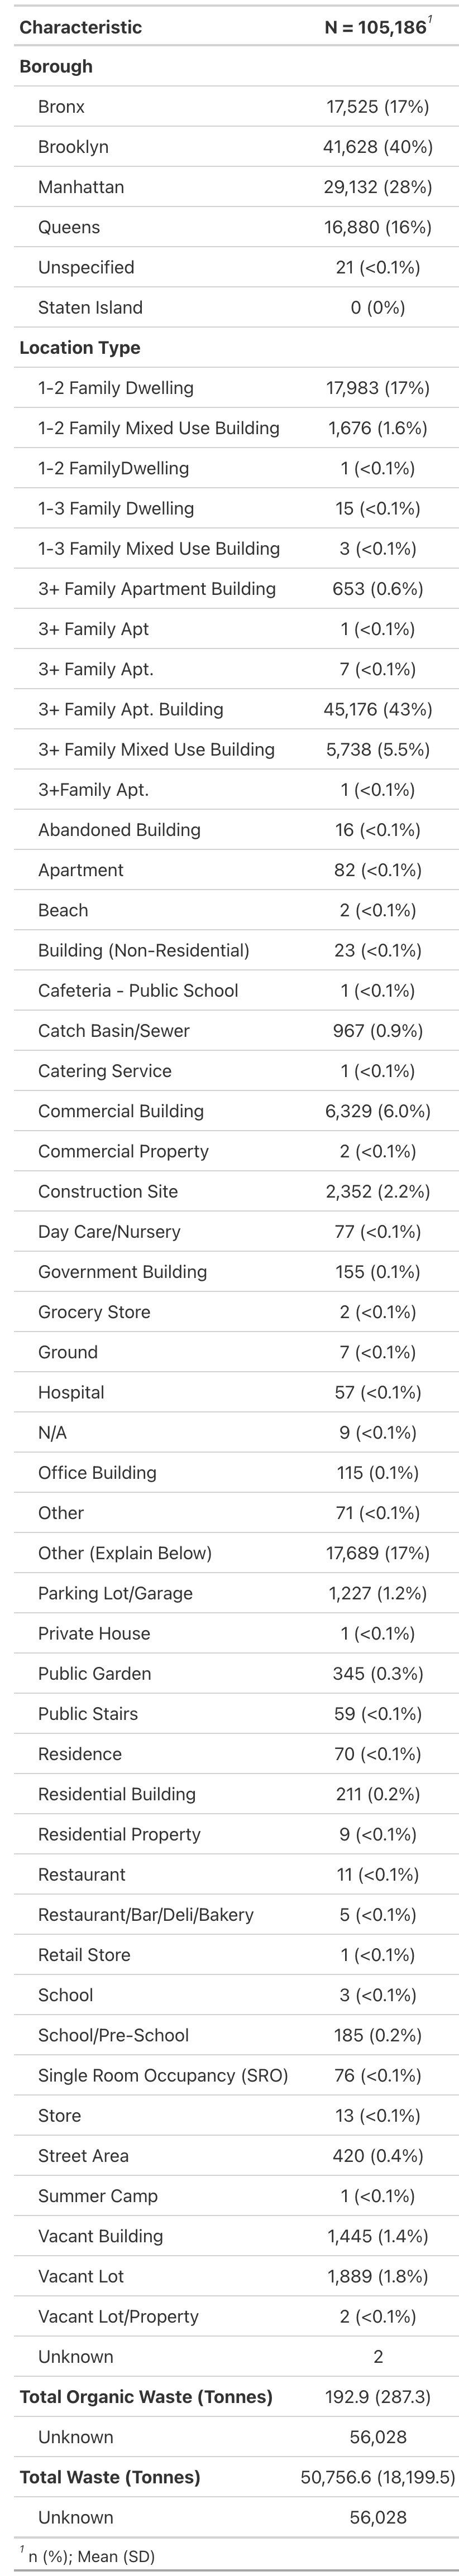 Characteristic N = 105,186¹
Borough
Bronx 17,525 (17%)
Brooklyn 41,628 (40%)
Manhattan 29,132 (28%)
Queens 16,880 (16%)
Unspecified 21 (<0.1%)
Staten Island 0 (0%)
Location Type
1-2 Family Dwelling 17,983 (17%)
1-2 Family Mixed Use Building 1,676 (1.6%)
1-2 FamilyDwelling 1 (<0.1%)
1-3 Family Dwelling 15 (<0.1%)
1-3 Family Mixed Use Building 3 (<0.1%)
3+ Family Apartment Building 653 (0.6%)
3+ Family Apt 1 (<0.1%)
3+ Family Apt. 7 (<0.1%)
3+ Family Apt. Building 45,176 (43%)
3+ Family Mixed Use Building 5,738 (5.5%)
3+Family Apt. 1 (<0.1%)
Abandoned Building 16 (<0.1%)
Apartment 82 (<0.1%)
Beach 2 (<0.1%)
Building (Non-Residential) 23 (<0.1%)
Cafeteria - Public School 1 (<0.1%)
Catch Basin/Sewer 967 (0.9%)
Catering Service 1 (<0.1%)
Commercial Building 6,329 (6.0%)
Commercial Property 2 (<0.1%)
Construction Site 2,352 (2.2%)
Day Care/Nursery 77 (<0.1%)
Government Building 155 (0.1%)
Grocery Store 2 (<0.1%)
Ground 7 (<0.1%)
Hospital 57 (<0.1%)
N/A 9 (<0.1%)
Office Building 115 (0.1%)
Other 71 (<0.1%)
Other (Explain Below) 17,689 (17%)
Parking Lot/Garage 1,227 (1.2%)
Private House 1 (<0.1%)
Public Garden 345 (0.3%)
Public Stairs 59 (<0.1%)
Residence 70 (<0.1%)
Residential Building 211 (0.2%)
Residential Property 9 (<0.1%)
Restaurant 11 (<0.1%)
Restaurant/Bar/Deli/Bakery 5 (<0.1%)
Retail Store 1 (<0.1%)
School 3 (<0.1%)
School/Pre-School 185 (0.2%)
Single Room Occupancy (SRO) 76 (<0.1%)
Store 13 (<0.1%)
Street Area 420 (0.4%)
Summer Camp 1 (<0.1%)
Vacant Building 1,445 (1.4%)
Vacant Lot 1,889 (1.8%)
Vacant Lot/Property 2 (<0.1%)
Unknown 2
Total Organic Waste (Tonnes) 192.9 (287.3)
Unknown 56,028
Total Waste (Tonnes) 50,756.6 (18,199.5)
Unknown 56,028
¹ n (%); Mean (SD)